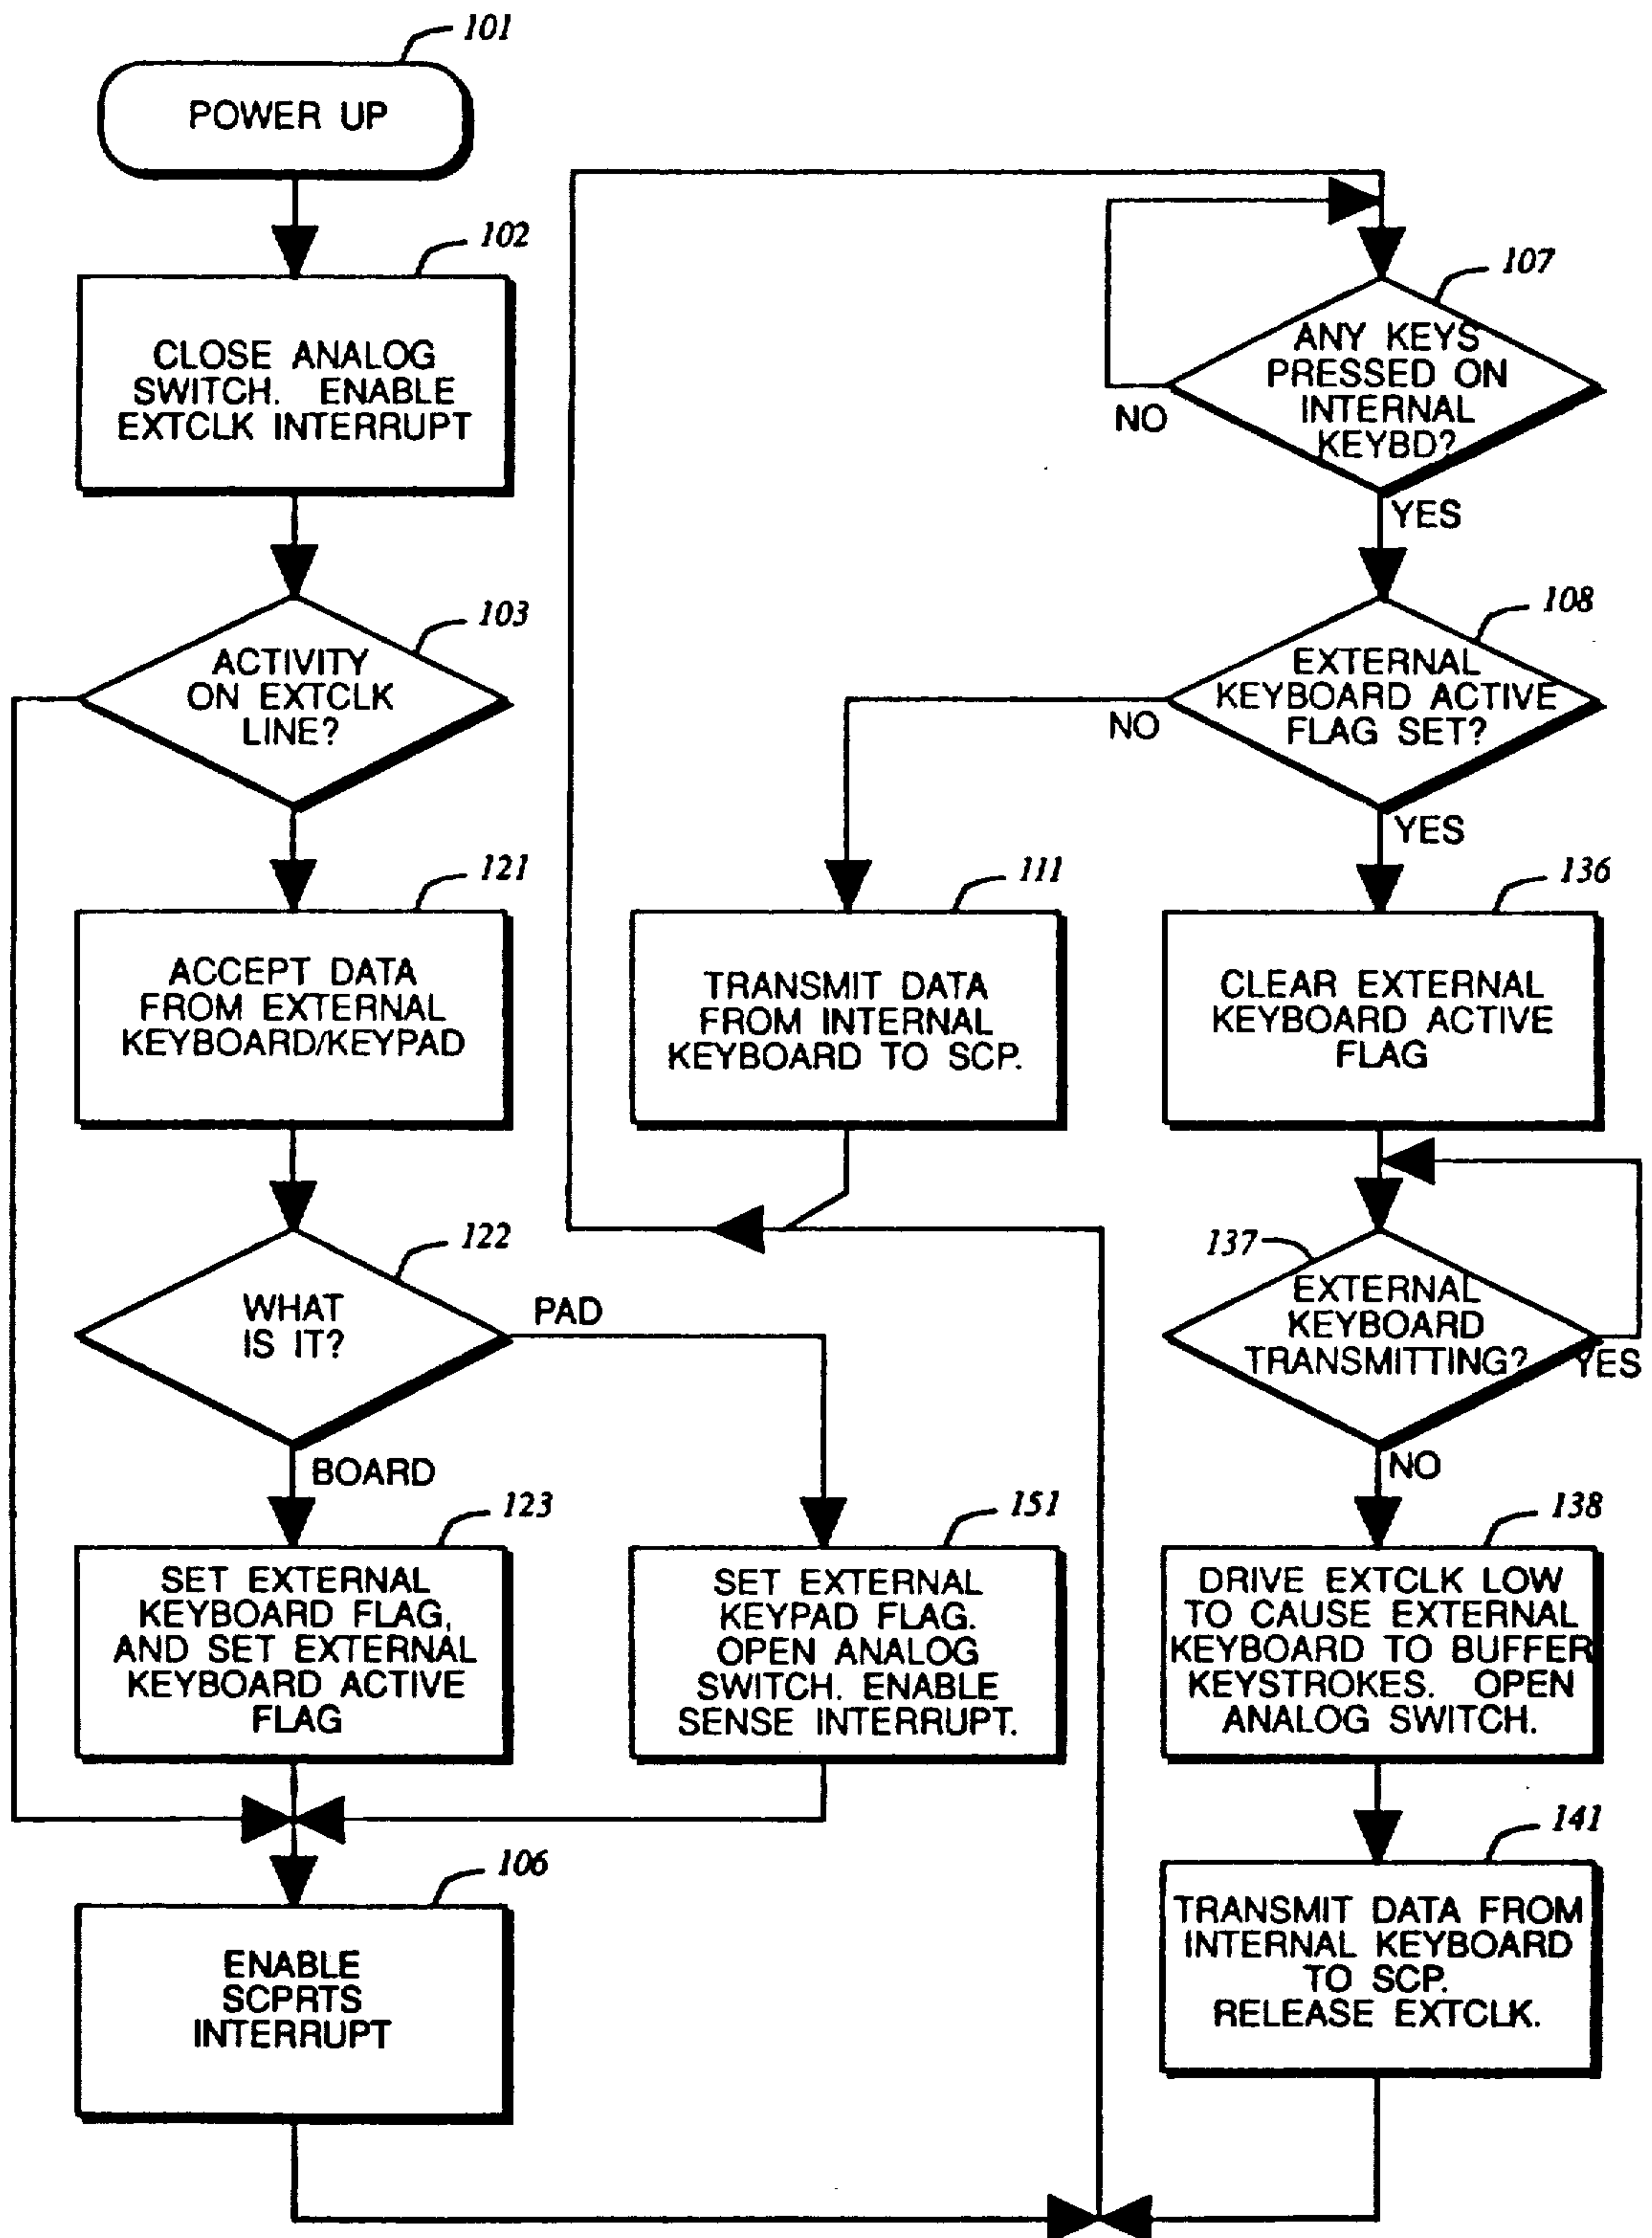 101
POWER UP
102
CLOSE ANALOG
SWITCH. ENABLE
EXTCLK INTERRUPT
103
ACTIVITY
ON EXTCLK
LINE?
121
ACCEPT DATA
FROM EXTERNAL
KEYBOARD/KEYPAD
122
WHAT
IS IT?
PAD
BOARD
123
SET EXTERNAL
KEYBOARD FLAG,
AND SET EXTERNAL
KEYBOARD ACTIVE
FLAG
151
SET EXTERNAL
KEYPAD FLAG.
OPEN ANALOG
SWITCH. ENABLE
SENSE INTERRUPT.
106
ENABLE
SCPRTS
INTERRUPT
107
ANY KEYS
PRESSED ON
INTERNAL
KEYBD?
NO
YES
108
EXTERNAL
KEYBOARD ACTIVE
FLAG SET?
NO
YES
111
TRANSMIT DATA
FROM INTERNAL
KEYBOARD TO SCP.
136
CLEAR EXTERNAL
KEYBOARD ACTIVE
FLAG
137
EXTERNAL
KEYBOARD
TRANSMITTING?
YES
NO
138
DRIVE EXTCLK LOW
TO CAUSE EXTERNAL
KEYBOARD TO BUFFER
KEYSTROKES. OPEN
ANALOG SWITCH.
141
TRANSMIT DATA FROM
INTERNAL KEYBOARD
TO SCP.
RELEASE EXTCLK.